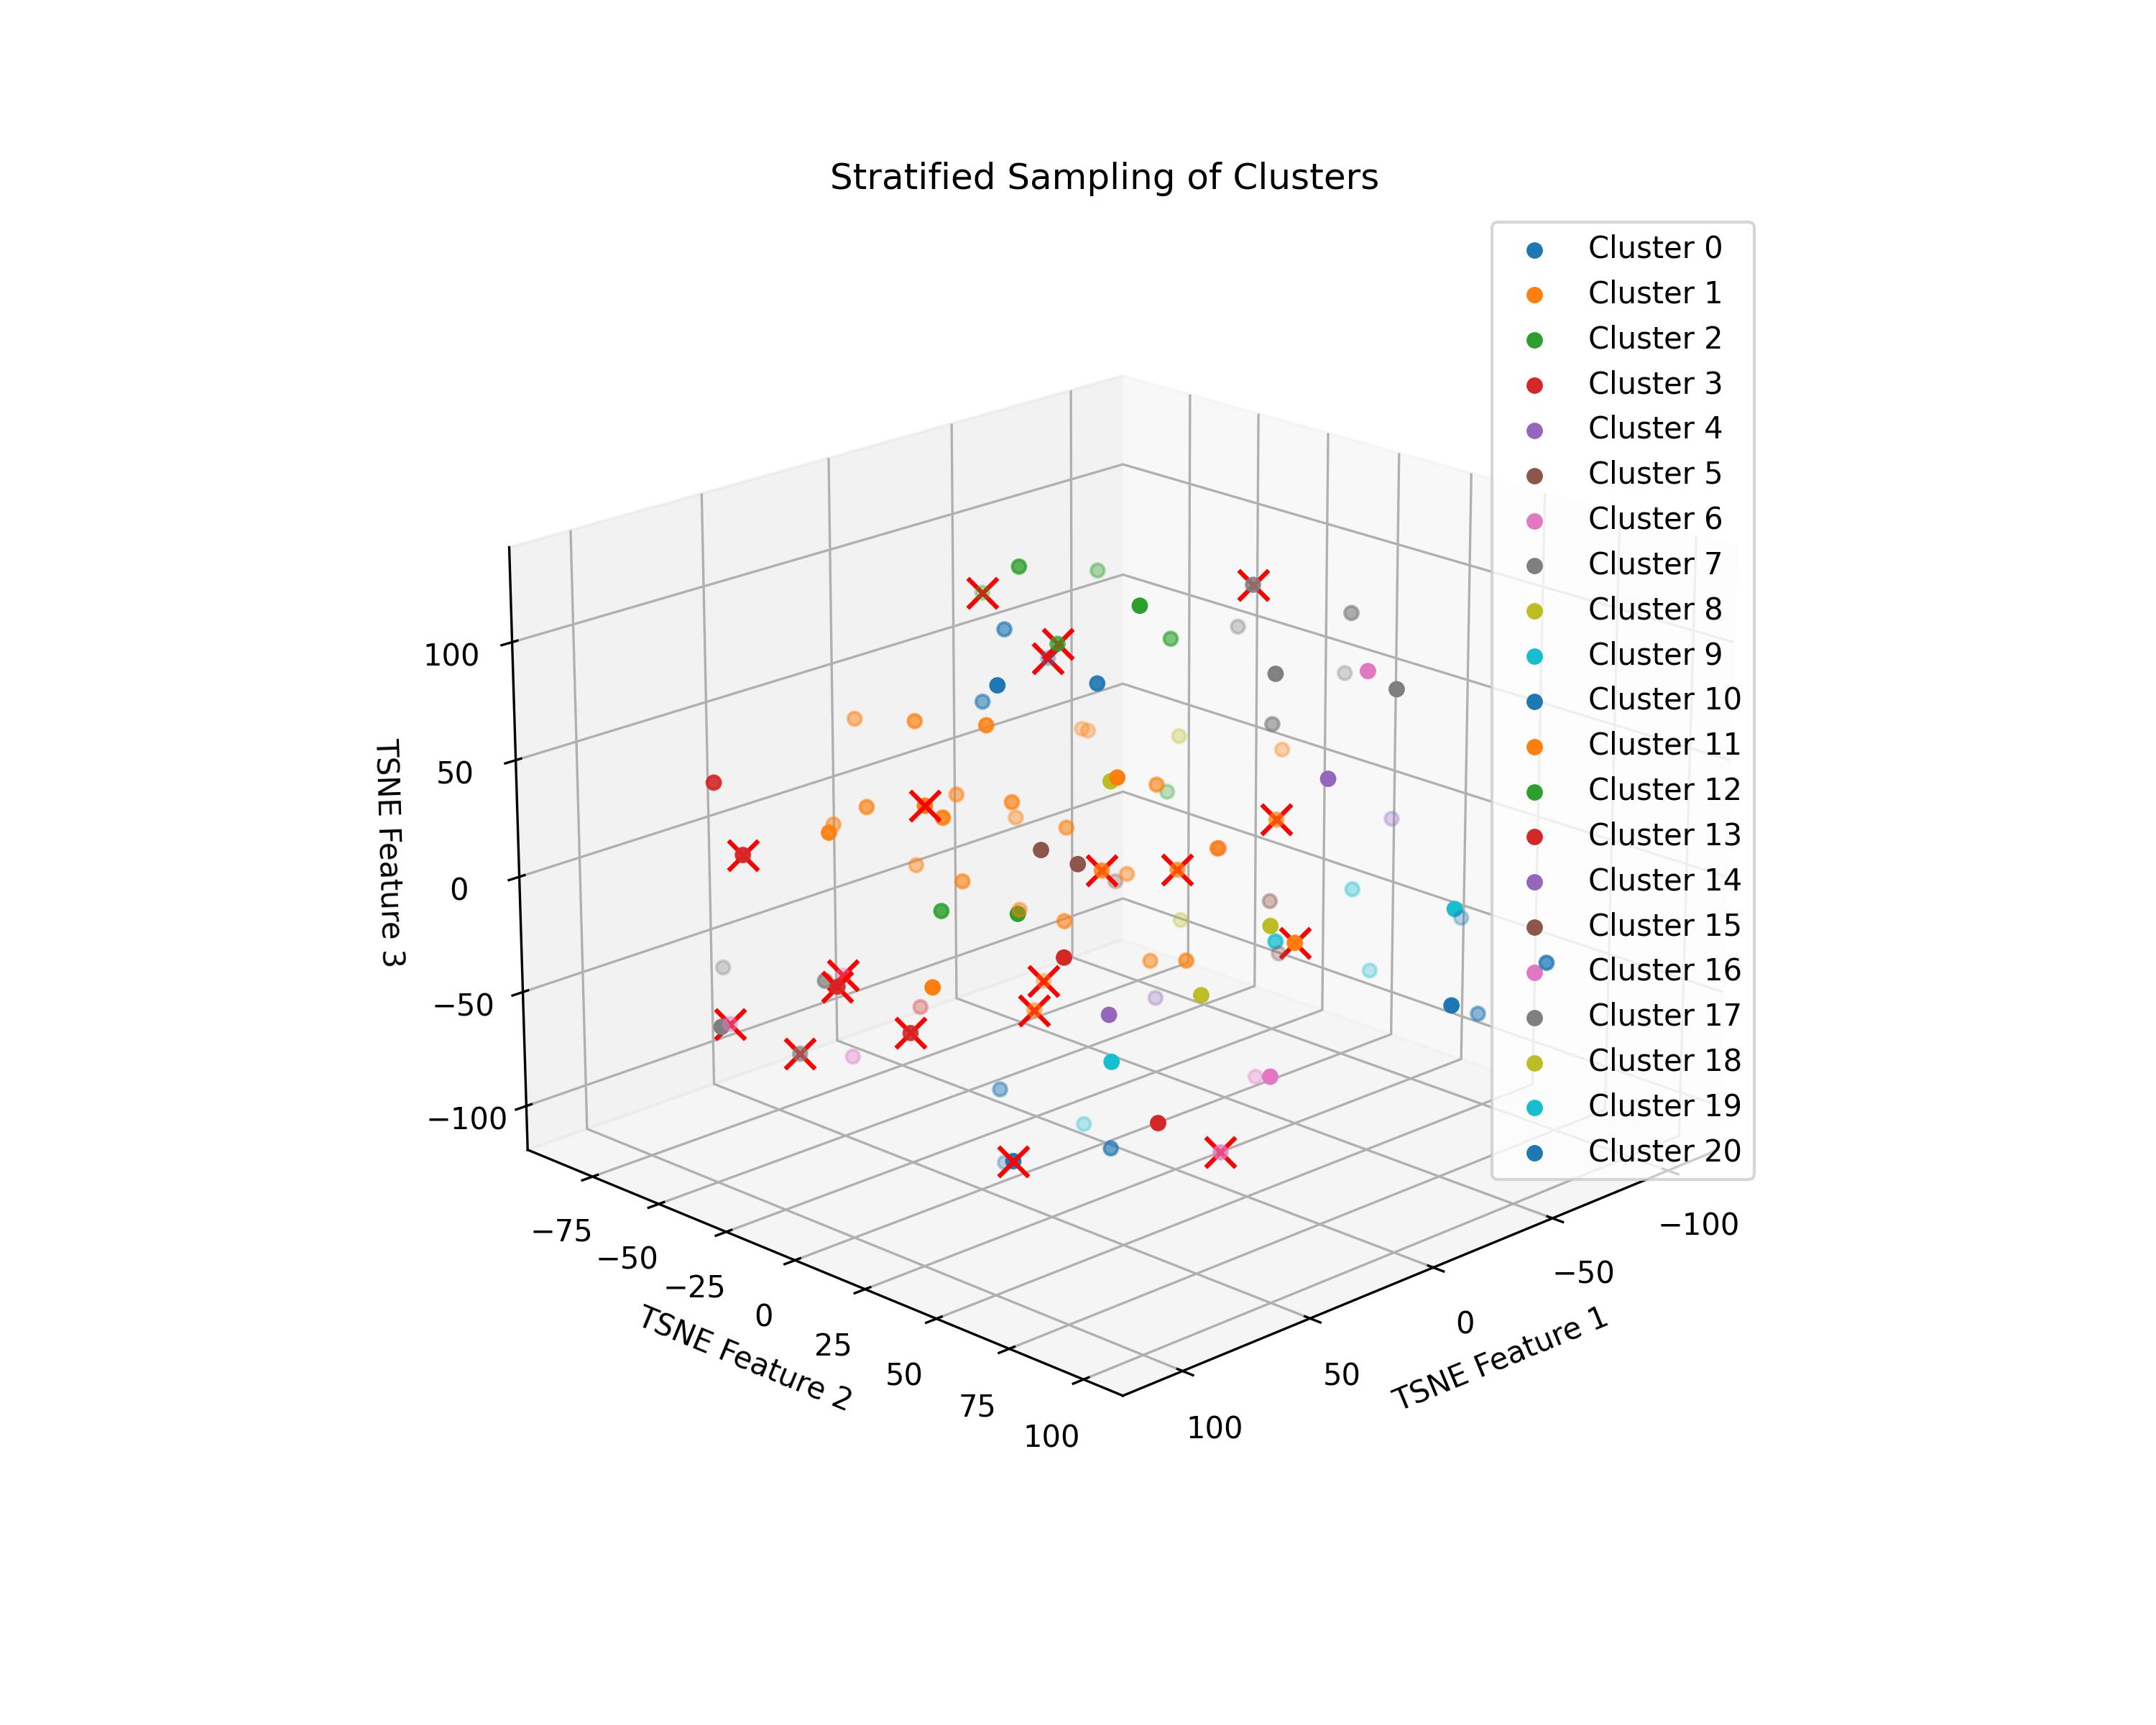 Stratified Sampling of Clusters
Cluster 0
Cluster 1
Cluster 2
Cluster 3
Cluster 4
Cluster 5
Cluster 6
Cluster 7
Cluster 8
Cluster 9
Cluster 10
Cluster 11
Cluster 12
Cluster 13
Cluster 14
Cluster 15
Cluster 16
Cluster 17
Cluster 18
Cluster 19
Cluster 20
TSNE Feature 3
100
50
0
−50
−100
TSNE Feature 2
−75
−50
−25
0
25
50
75
100
TSNE Feature 1
−100
−50
0
50
100